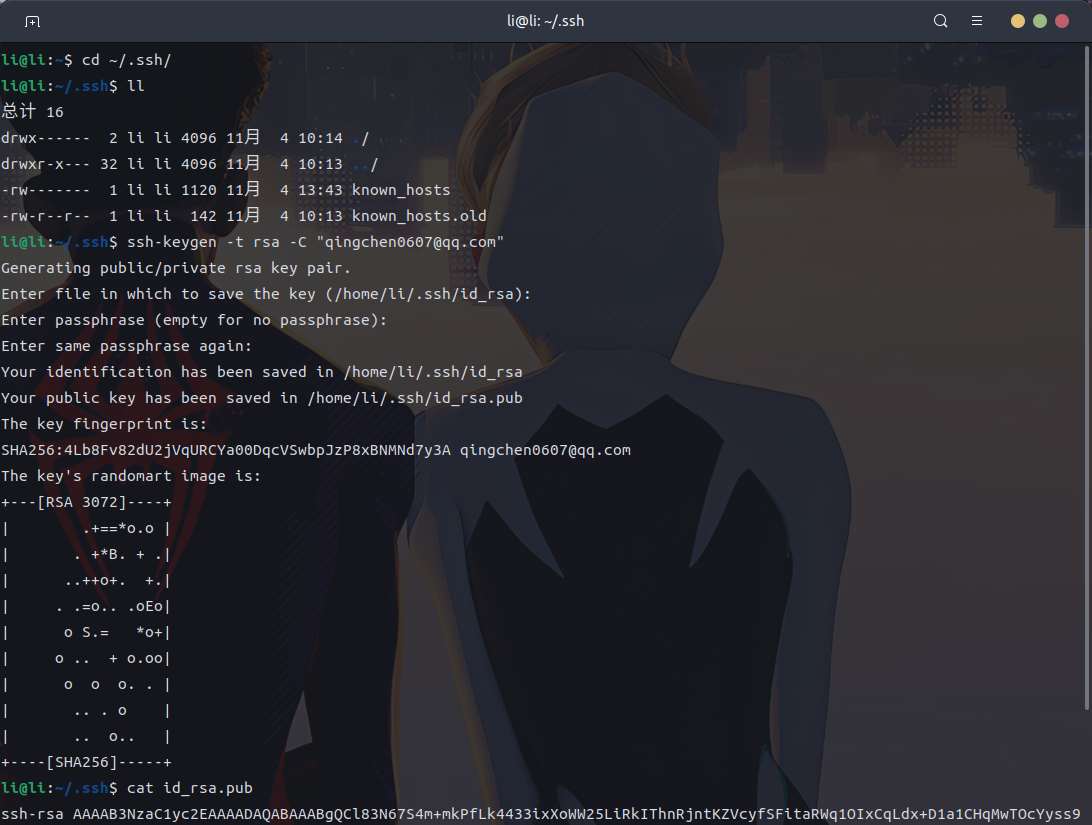 li@li: ~/.ssh
li@li:~$ cd ~/.ssh/
li@li:~/.ssh$ ll
总计 16
drwx------  2 li li 4096 11月  4 10:14 ./
drwxr-x--- 32 li li 4096 11月  4 10:13 ../
-rw-------  1 li li 1120 11月  4 13:43 known_hosts
-rw-r--r--  1 li li  142 11月  4 10:13 known_hosts.old
li@li:~/.ssh$ ssh-keygen -t rsa -C "qingchen0607@qq.com"
Generating public/private rsa key pair.
Enter file in which to save the key (/home/li/.ssh/id_rsa):
Enter passphrase (empty for no passphrase):
Enter same passphrase again:
Your identification has been saved in /home/li/.ssh/id_rsa
Your public key has been saved in /home/li/.ssh/id_rsa.pub
The key fingerprint is:
SHA256:4Lb8Fv82dU2jVqURCYa00DqcVSwbpJzP8xBNMNd7y3A qingchen0607@qq.com
The key's randomart image is:
+---[RSA 3072]----+
|        .+==*o.o |
|       . +*B. + .|
|      ..++o+.  +.|
|     . .=o.. .oEo|
|      o S.=   *o+|
|     o ..  + o.oo|
|      o  o  o. . |
|       .. . o    |
|       ..  o..   |
+----[SHA256]-----+
li@li:~/.ssh$ cat id_rsa.pub
ssh-rsa AAAAB3NzaC1yc2EAAAADAQABAAABgQCl83N67S4m+mkPfLk4433ixXoWW25LiRkIThnRjntKZVcyfSFitaRWq1OIxCqLdx+D1a1CHqMwTOcYyss9